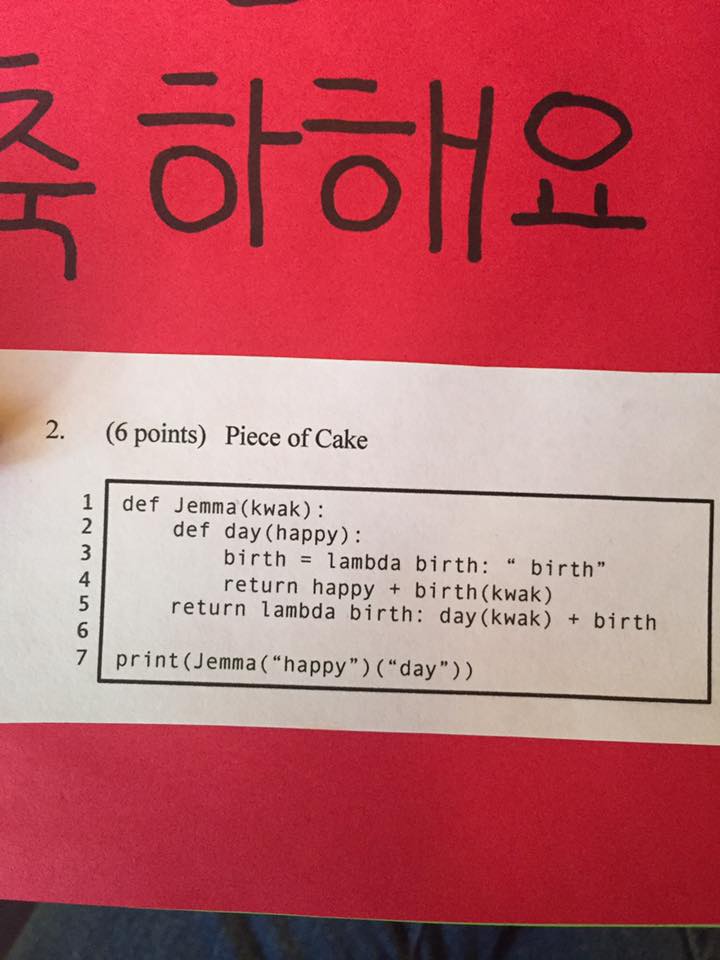 축 하해요
2. (6 points) Piece of Cake
1 def Jemma(kwak):
2     def day(happy):
3         birth = lambda birth: “ birth”
4         return happy + birth(kwak)
5     return lambda birth: day(kwak) + birth
6
7 print(Jemma(“happy”)(“day”))